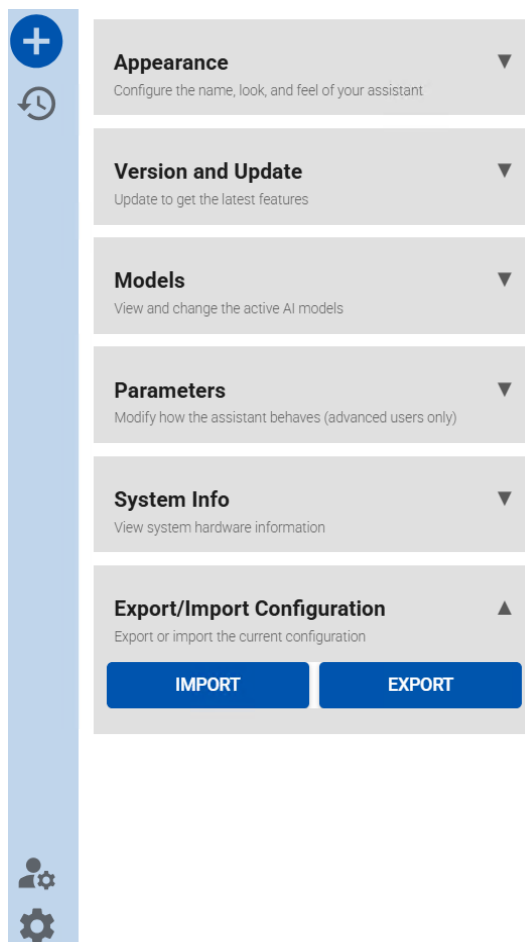 Appearance
Configure the name, look, and feel of your assistant
Version and Update
Update to get the latest features
Models
View and change the active AI models
Parameters
Modify how the assistant behaves (advanced users only)
System Info
View system hardware information
Export/Import Configuration
Export or import the current configuration
IMPORT EXPORT